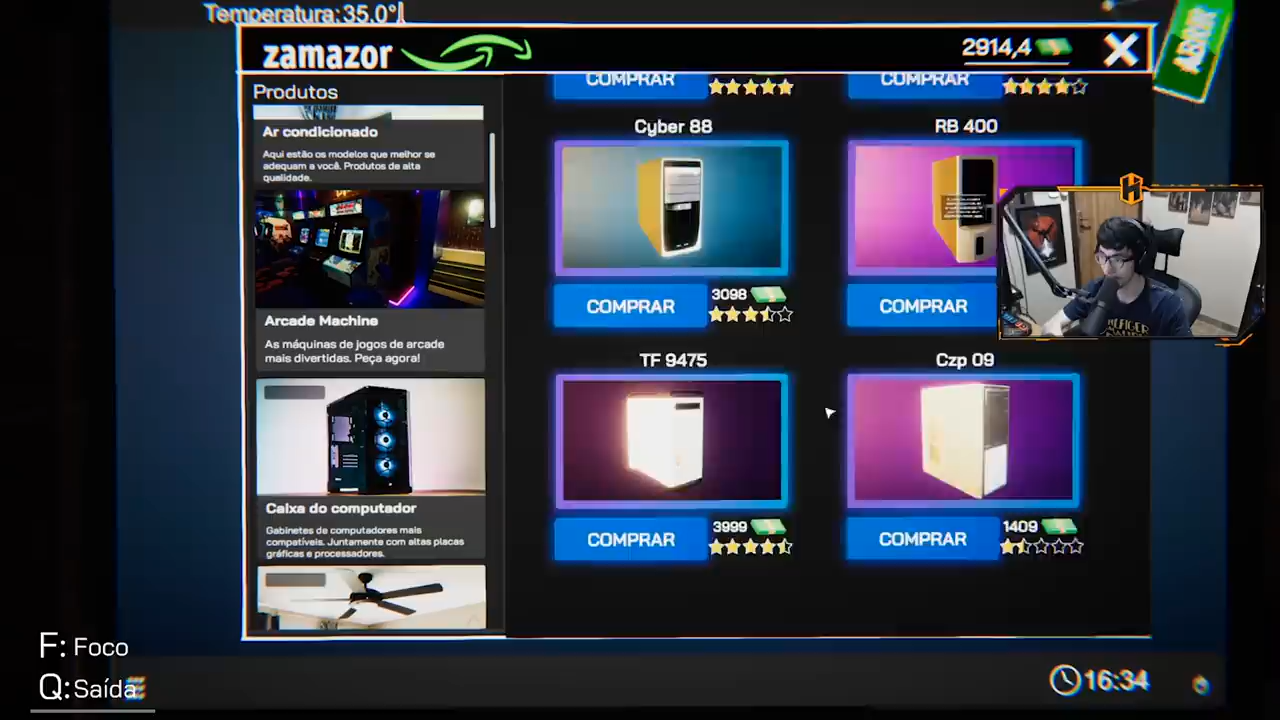 Temperatura:35.0°
zamazor
2914,4
X
Produtos
Ar condicionado
Aqui estão os modelos que melhor se
adequam a você. Produtos de alta
qualidade.
Arcade Machine
As máquinas de jogos de arcade
mais divertidas. Peça agora!
Caixa do computador
Gabinetes de computadores mais
compatíveis. Juntamente com altas placas
gráficas e processadores.
COMPRAR
COMPRAR
Cyber 88
RB 400
COMPRAR
3098
COMPRAR
TF 9475
Czp 09
COMPRAR
3999
COMPRAR
1409
F: Foco
Q:Saída
16:34